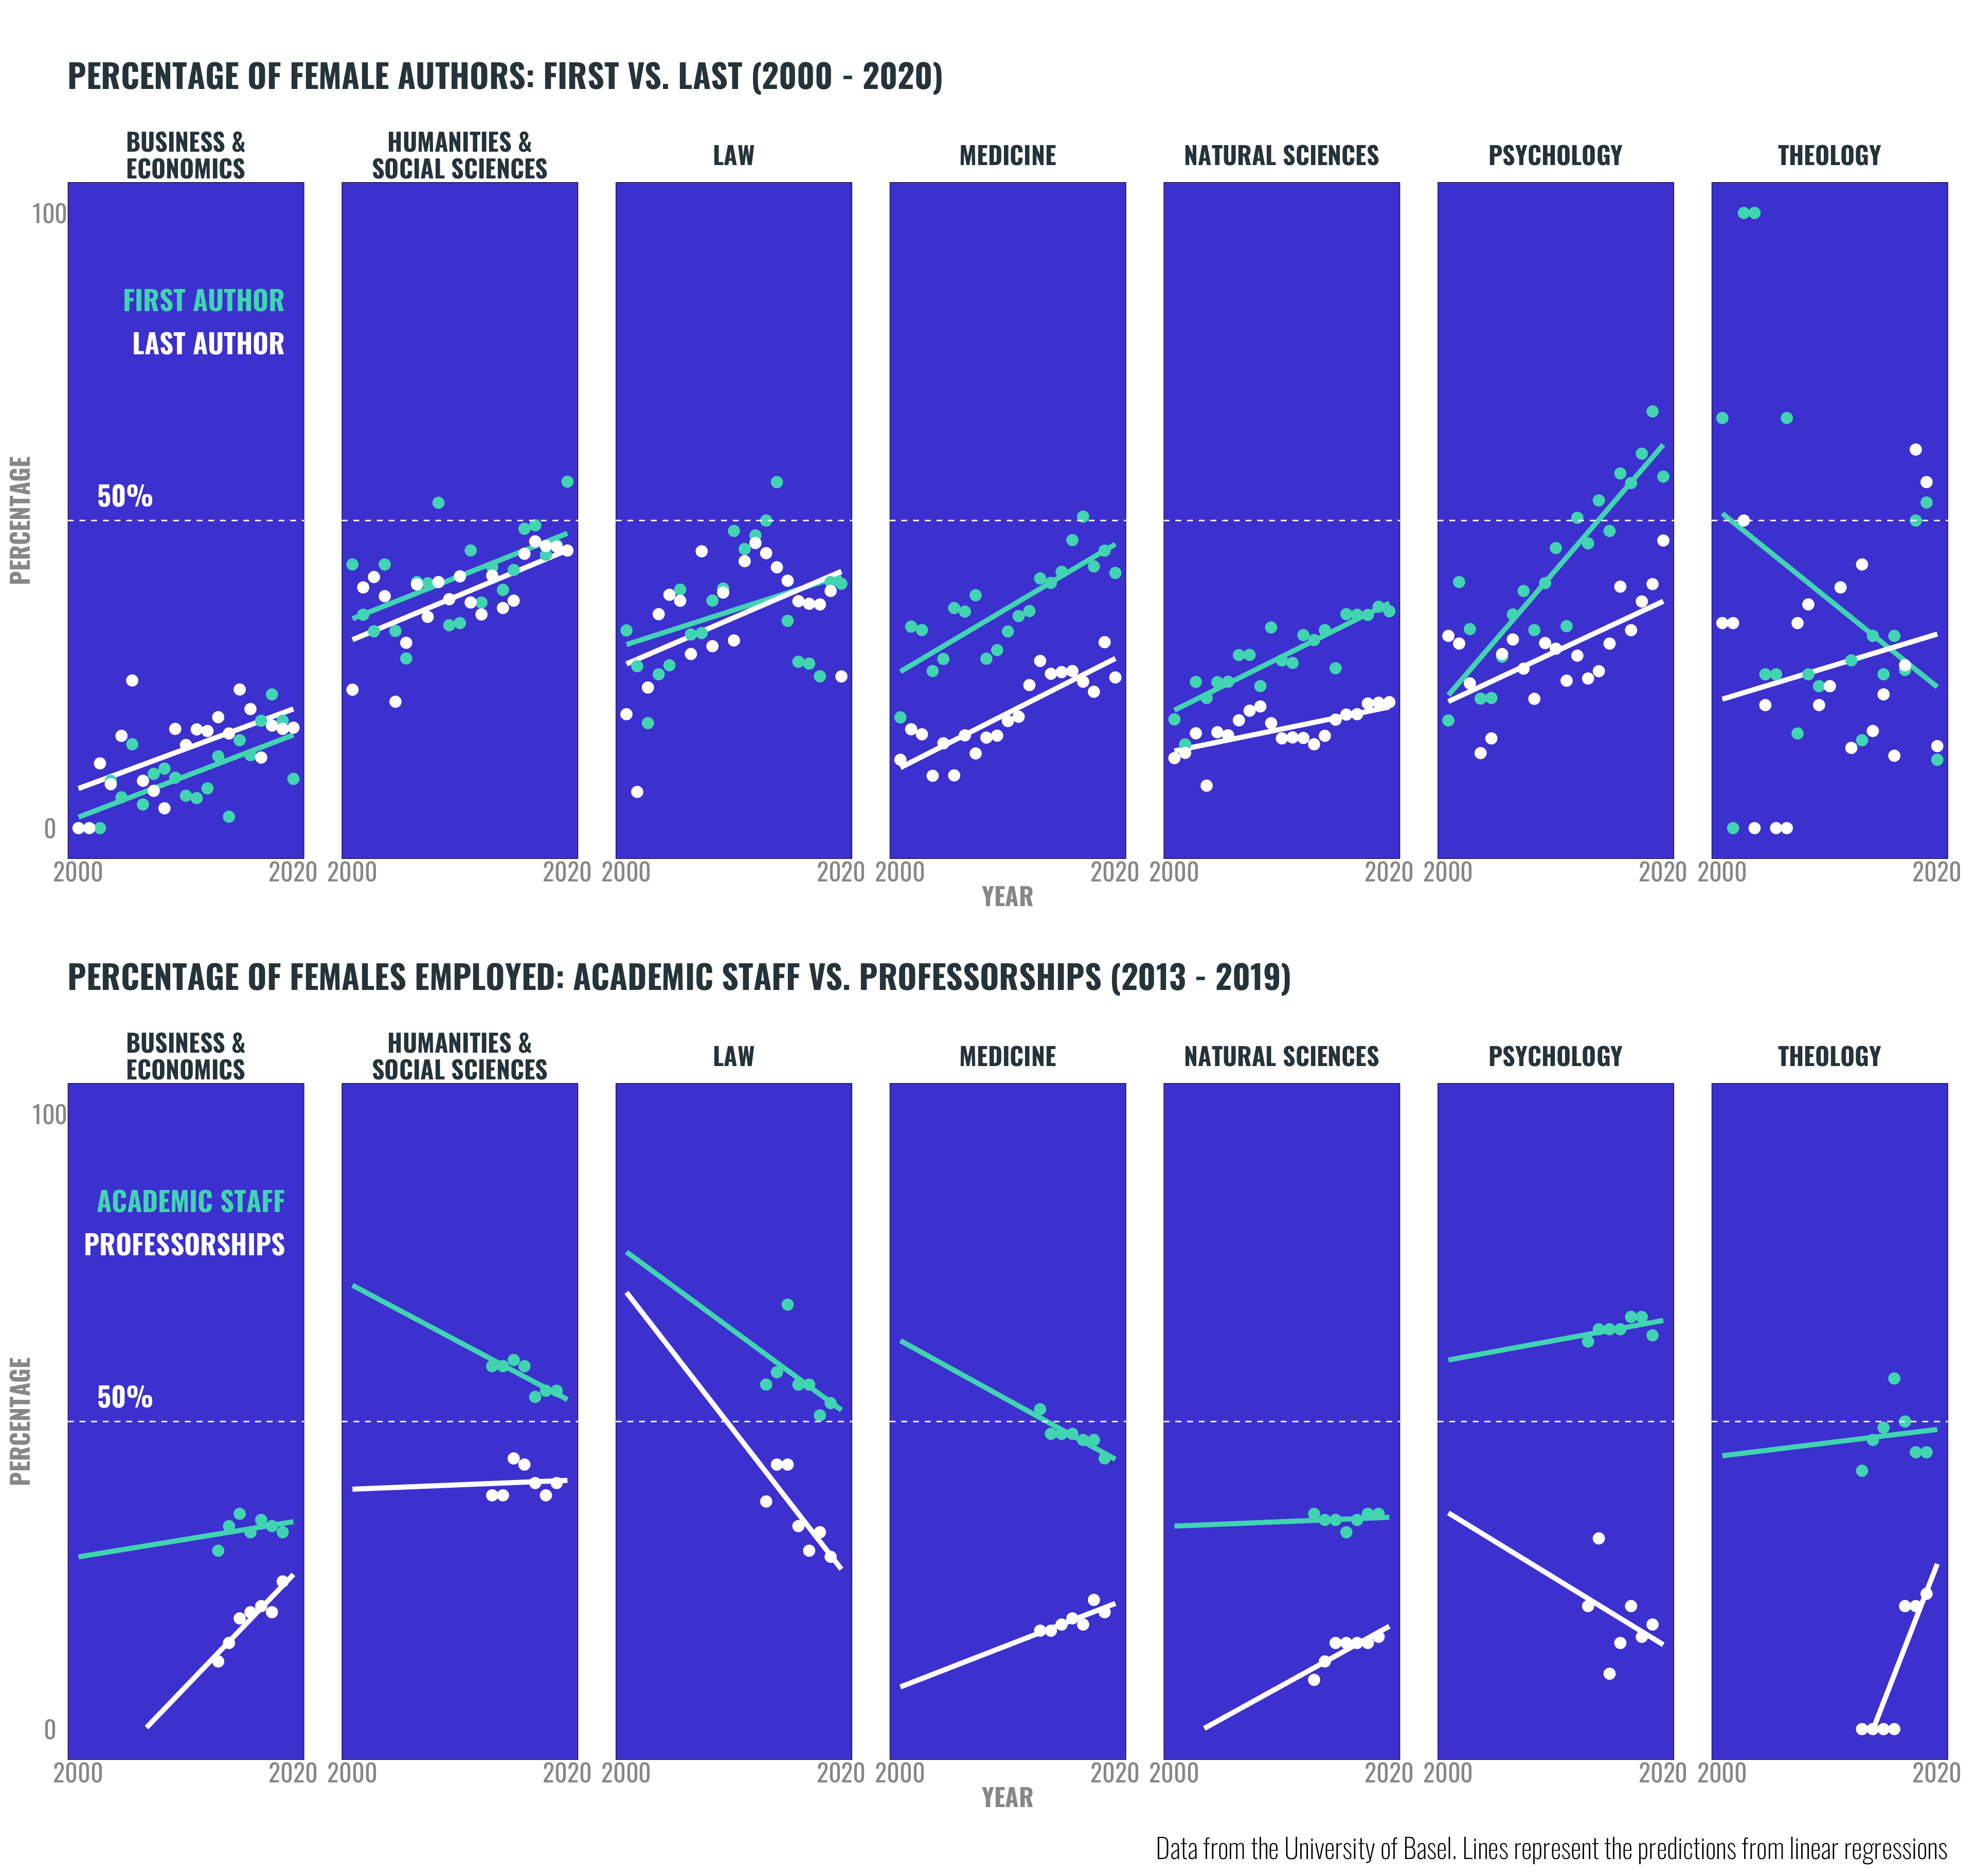 PERCENTAGE OF FEMALE AUTHORS: FIRST VS. LAST (2000 - 2020)
BUSINESS &
ECONOMICS
HUMANITIES &
SOCIAL SCIENCES
LAW
MEDICINE
NATURAL SCIENCES
PSYCHOLOGY
THEOLOGY
100
FIRST AUTHOR
LAST AUTHOR
PERCENTAGE
50%
0
2000
2020
2000
2020
2000
2020
2000
2020
2000
2020
2000
2020
2000
2020
YEAR
PERCENTAGE OF FEMALES EMPLOYED: ACADEMIC STAFF VS. PROFESSORSHIPS (2013 - 2019)
BUSINESS &
ECONOMICS
HUMANITIES &
SOCIAL SCIENCES
LAW
MEDICINE
NATURAL SCIENCES
PSYCHOLOGY
THEOLOGY
100
ACADEMIC STAFF
PROFESSORSHIPS
PERCENTAGE
50%
0
2000
2020
2000
2020
2000
2020
2000
2020
2000
2020
2000
2020
2000
2020
YEAR
Data from the University of Basel. Lines represent the predictions from linear regressions